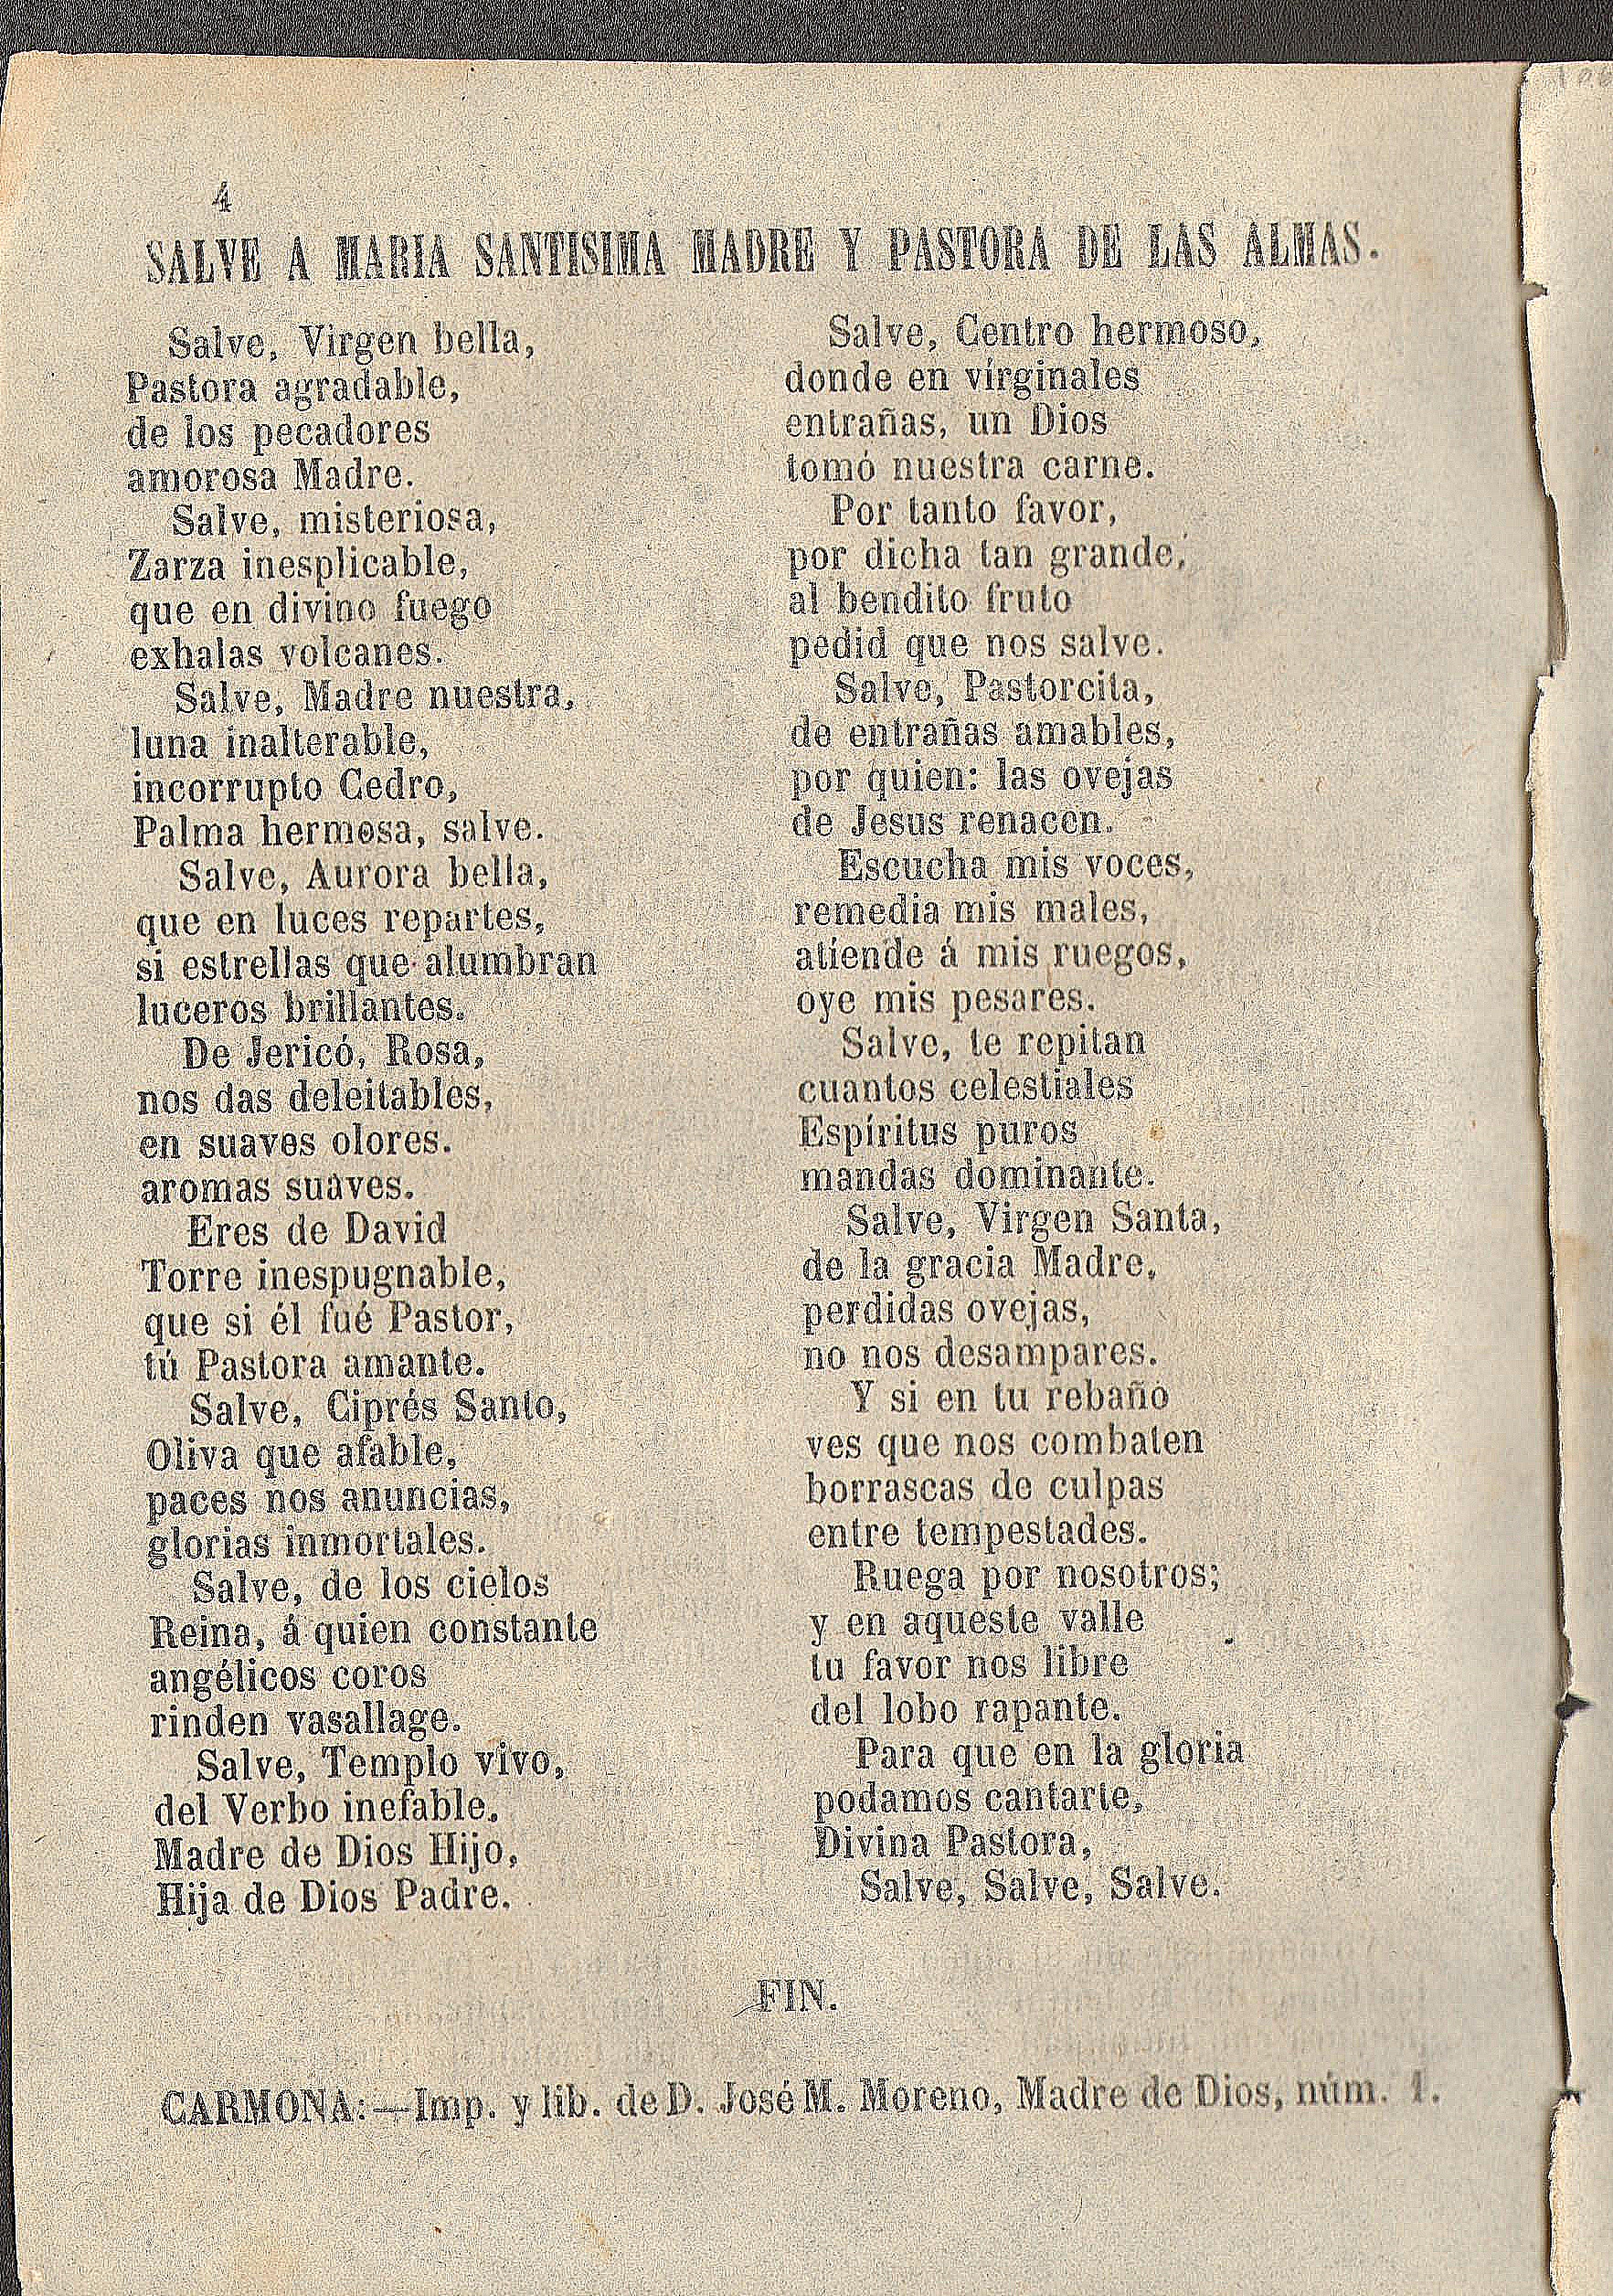 4
SALVE A MARIA SANTISIMA MADRE Y PASTORA DE LAS ALMAS.
Salve, Virgen bella,
Pastora agradable,
de los pecadores
amorosa Madre.
Salve, misteriosa,
Zarza inesplicable,
que en divino fuego
exhalas volcanes.
Salve, Madre nuestra,
luna inalterable,
incorrupto Cedro,
Palma hermosa, salve.
Salve, Aurora bella,
que en luces repartes,
si estrellas que alumbran
luceros brillantes.
De Jericó, Rosa,
nos das deleitables,
en suaves olores.
aromas suaves.
Eres de David
Torre inespugnable,
que si él fué Pastor,
tú Pastora amante.
Salve, Ciprés Santo,
Oliva que afable,
paces nos anuncias,
glorias inmortales.
Salve, de los cielos
Reina, á quien constante
angélicos coros
rinden vasallage.
Salve, Templo vivo,
del Verbo inefable,
Madre de Dios Hijo,
Hija de Dios Padre.
Salve, Centro hermoso,
donde en vírginales
entrañas, un Dios
tomó nuestra carne.
Por tanto favor,
por dicha tan grande,
al bendito fruto
pedid que nos salve.
Salve, Pastorcita,
de entrañas amables,
por quien: las ovejas
de Jesus renacen.
Escucha mis voces,
remedia mis males,
atiende á mis ruegos,
oye mis pesares.
Salve, te repitan
cuantos celestiales
Espíritus puros
mandas dominante.
Salve, Virgen Santa,
de la gracia Madre,
perdidas ovejas,
no nos desampares.
Y si en tu rebaño
ves que nos combaten
borrascas de culpas
entre tempestades.
Ruega por nosotros;
y en aqueste valle
tu favor nos libre
del lobo rapante.
Para que en la gloria
podamos cantarte,
Divina Pastora,
Salve, Salve, Salve.
FIN.
CARMONA:—Imp. y lib. de D. José M. Moreno, Madre de Dios, núm. 1.